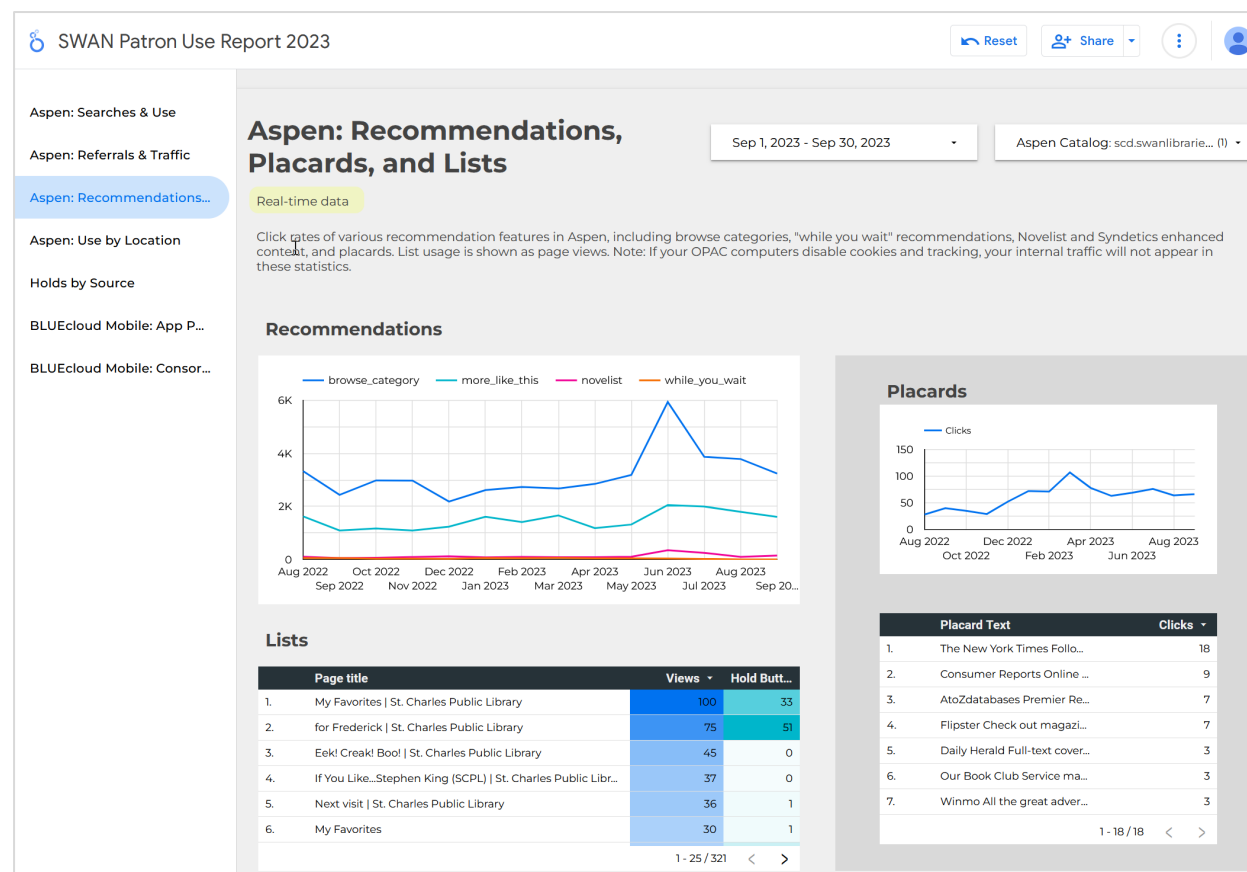 SWAN Patron Use Report 2023
Reset
Share
Aspen: Searches & Use
Aspen: Referrals & Traffic
Aspen: Recommendations...
Aspen: Use by Location
Holds by Source
BLUEcloud Mobile: App P...
BLUEcloud Mobile: Consor...
Aspen: Recommendations,
Placards, and Lists
Sep 1, 2023 - Sep 30, 2023
Aspen Catalog: scd.swanlibrarie... (1)
Real-time data
Click rates of various recommendation features in Aspen, including browse categories, "while you wait" recommendations, Novelist and Syndetics enhanced
content, and placards. List usage is shown as page views. Note: If your OPAC computers disable cookies and tracking, your internal traffic will not appear in
these statistics.
Recommendations
browse_category more_like_this novelist while_you_wait
6K
4K
2K
0
Aug 2022 Oct 2022 Dec 2022 Feb 2023 Apr 2023 Jun 2023 Aug 2023
Sep 2022 Nov 2022 Jan 2023 Mar 2023 May 2023 Jul 2023 Sep 20...
Lists
Page title Views Hold Butt...
1. My Favorites | St. Charles Public Library 100 33
2. for Frederick | St. Charles Public Library 75 51
3. Eek! Creak! Boo! | St. Charles Public Library 45 0
4. If You Like...Stephen King (SCPL) | St. Charles Public Libr... 37 0
5. Next visit | St. Charles Public Library 36 1
6. My Favorites 30 1
1 - 25 / 321
Placards
Clicks
150
100
50
0
Aug 2022 Dec 2022 Apr 2023 Aug 2023
Oct 2022 Feb 2023 Jun 2023
Placard Text Clicks
1. The New York Times Follo... 18
2. Consumer Reports Online ... 9
3. AtoZdatabases Premier Re... 7
4. Flipster Check out magazi... 7
5. Daily Herald Full-text cover... 3
6. Our Book Club Service ma... 3
7. Winmo All the great adver... 3
1 - 18 / 18